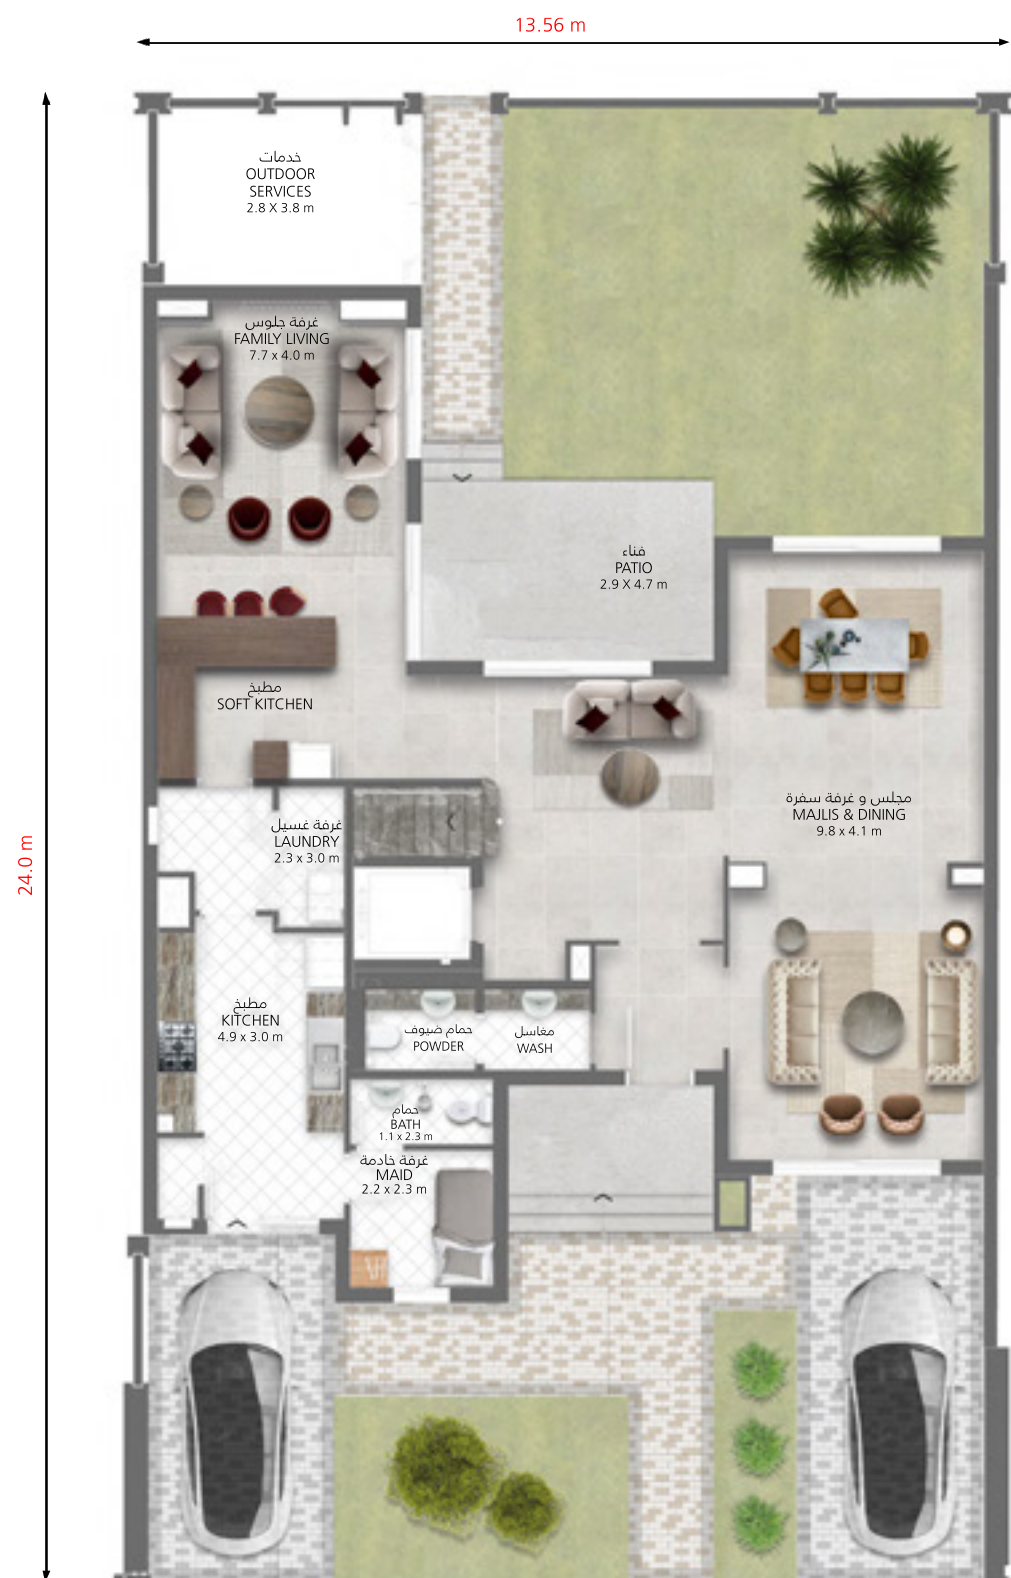 13.56 m
24.0 m
خدمات
OUTDOOR
SERVICES
2.8 X 3.8 m
غرفة جلوس
FAMILY LIVING
7.7 x 4.0 m
فناء
PATIO
2.9 X 4.7 m
مطبخ
SOFT KITCHEN
مجلس و غرفة سفرة
MAJLIS & DINING
9.8 x 4.1 m
غرفة غسيل
LAUNDRY
2.3 x 3.0 m
مطبخ
KITCHEN
4.9 x 3.0 m
حمام ضيوف
POWDER
مغاسل
WASH
حمام
BATH
1.1 x 2.3 m
غرفة خادمة
MAID
2.2 x 2.3 m